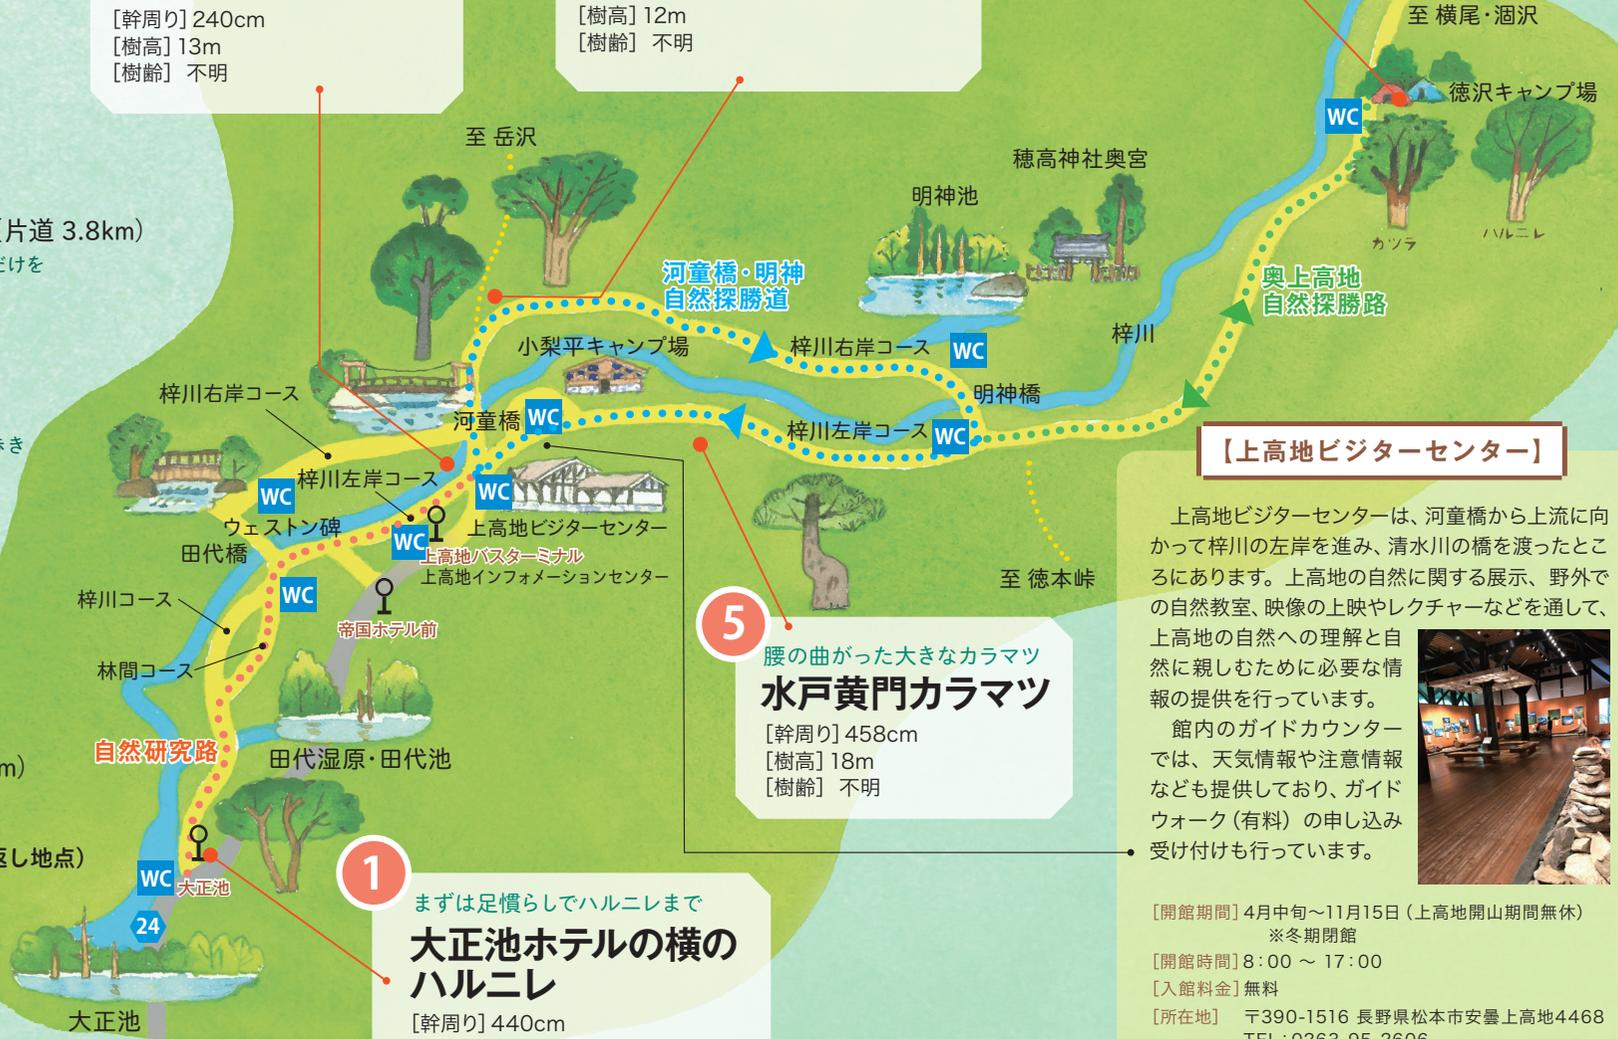 [幹周り] 240cm
[樹高] 13m
[樹齢] 不明
[樹高] 12m
[樹齢] 不明
至 横尾・涸沢
徳沢キャンプ場
WC
カツラ
ハルニレ
至 岳沢
穂高神社奥宮
明神池
(片道 3.8km)
だけを
河童橋・明神
自然探勝道
奥上高地
自然探勝路
梓川
小梨平キャンプ場
梓川右岸コース
WC
明神橋
梓川右岸コース
河童橋
WC
梓川左岸コース
WC
歩き
梓川左岸コース
WC
WC
ウェストン碑
上高地ビジターセンター
田代橋
WC
上高地バスターミナル
上高地インフォメーションセンター
至 徳本峠
梓川コース
WC
帝国ホテル前
林間コース
自然研究路
田代湿原・田代池
m)
返し地点)
WC
大正池
24
大正池
5
腰の曲がった大きなカラマツ
水戸黄門カラマツ
[幹周り] 458cm
[樹高] 18m
[樹齢] 不明
1
まずは足慣らしでハルニレまで
大正池ホテルの横の
ハルニレ
[幹周り] 440cm
【上高地ビジターセンター】
上高地ビジターセンターは、河童橋から上流に向
かって梓川の左岸を進み、清水川の橋を渡ったとこ
ろにあります。上高地の自然に関する展示、野外で
の自然教室、映像の上映やレクチャーなどを通して、
上高地の自然への理解と自
然に親しむために必要な情
報の提供を行っています。
館内のガイドカウンター
では、天気情報や注意情報
なども提供しており、ガイド
ウォーク(有料)の申し込み
受け付けも行っています。
[開館期間] 4月中旬～11月15日(上高地開山期間無休)
※冬期閉館
[開館時間] 8:00 ～ 17:00
[入館料金] 無料
[所在地] 〒390-1516 長野県松本市安曇上高地4468
TEL:0263-95-2606